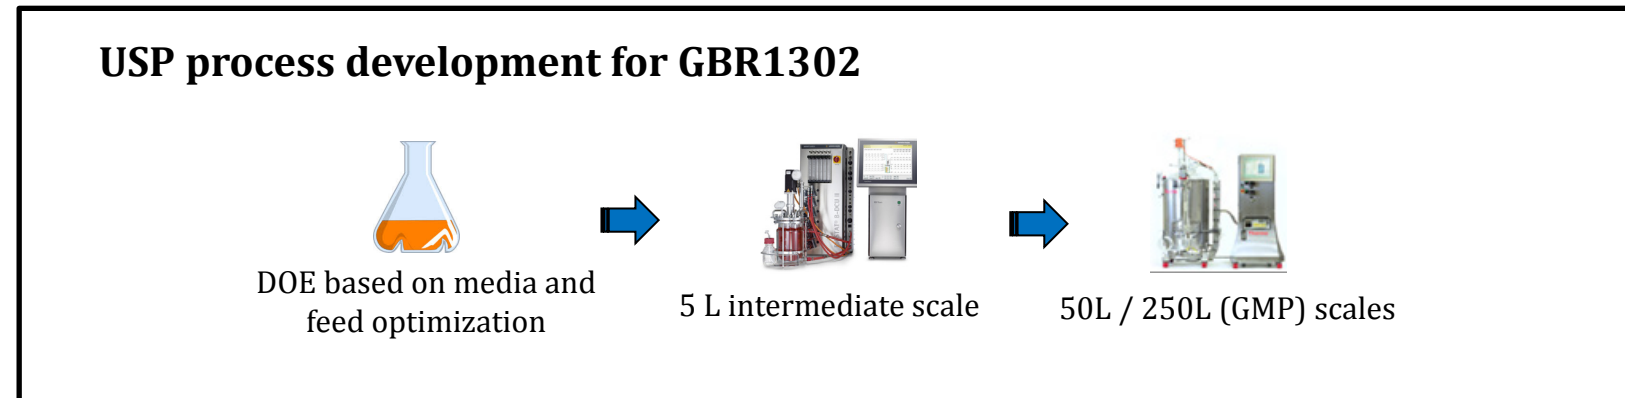 USP process development for GBR1302
DOE based on media and
feed optimization
5 L intermediate scale
50L / 250L (GMP) scales